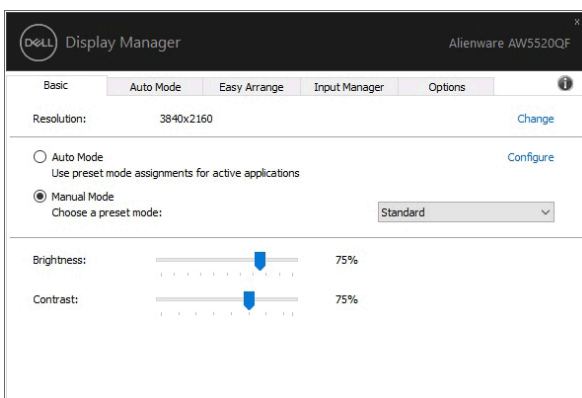 DELL Display Manager Alienware AW5520QF
x
Basic Auto Mode Easy Arrange Input Manager Options i
Resolution: 3840x2160 Change
Auto Mode Configure
Use preset mode assignments for active applications
Manual Mode
Choose a preset mode: Standard
Brightness: 75%
Contrast: 75%